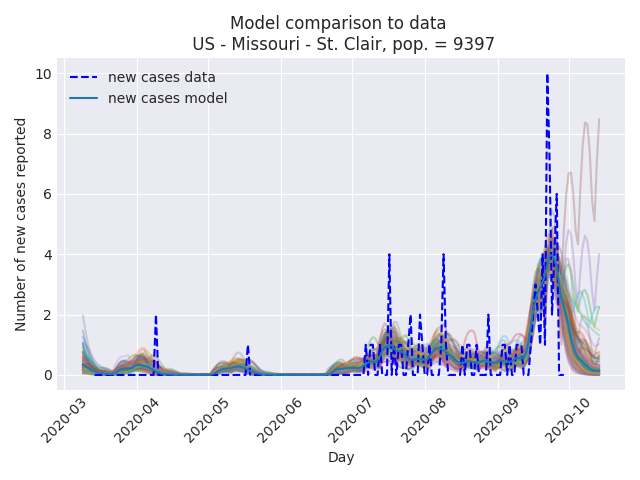 Model comparison to data
US - Missouri - St. Clair, pop. = 9397
new cases data
new cases model
Number of new cases reported
10
8
6
4
2
0
2020-03
2020-04
2020-05
2020-06
2020-07
2020-08
2020-09
2020-10
Day